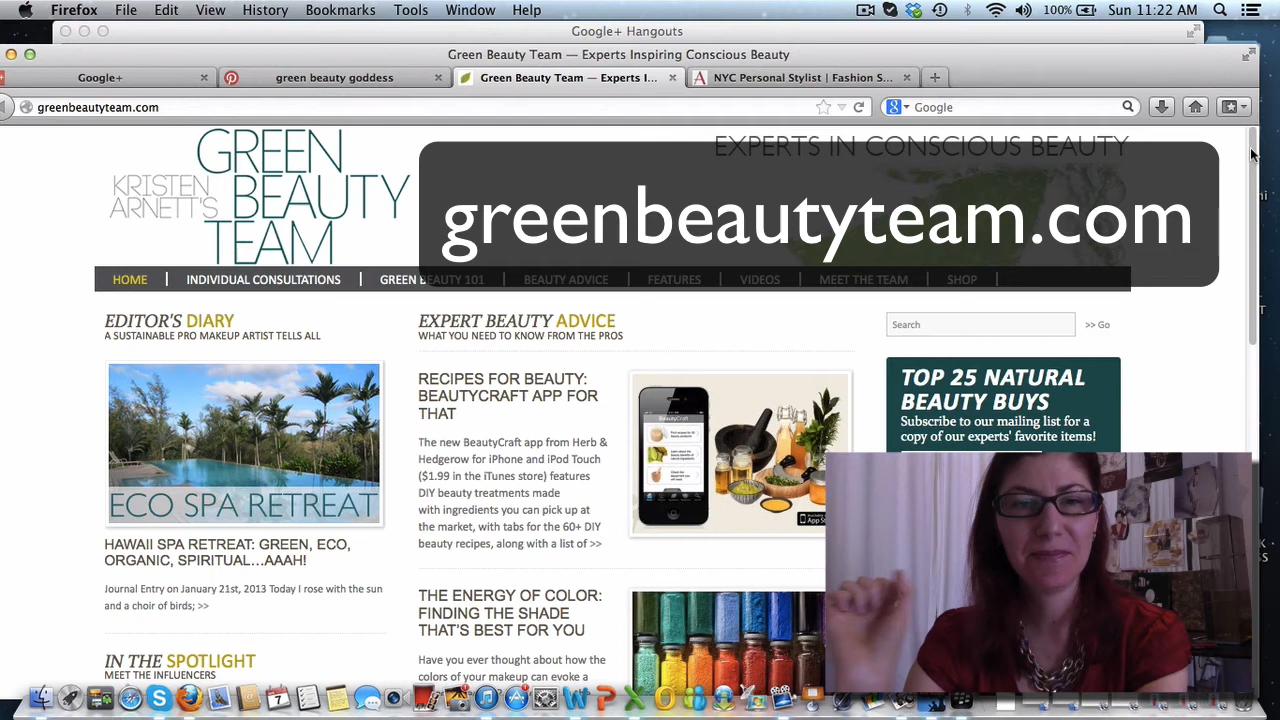 Firefox File Edit View History Bookmarks Tools Window Help 100% Sun 11:22 AM
Google+ Hangouts
Green Beauty Team — Experts Inspiring Conscious Beauty
Google+ green beauty goddess Green Beauty Team — Experts I... NYC Personal Stylist | Fashion S...
greenbeautyteam.com Google
KRISTEN ARNETT'S
GREEN
BEAUTY
TEAM
EXPERTS IN CONSCIOUS BEAUTY
greenbeautyteam.com
HOME INDIVIDUAL CONSULTATIONS GREEN BEAUTY 101 BEAUTY ADVICE FEATURES VIDEOS MEET THE TEAM SHOP
EDITOR'S DIARY
A SUSTAINABLE PRO MAKEUP ARTIST TELLS ALL
ECO SPA RETREAT
HAWAII SPA RETREAT: GREEN, ECO,
ORGANIC, SPIRITUAL...AAAH!
Journal Entry on January 21st, 2013 Today I rose with the sun
and a choir of birds; >>
IN THE SPOTLIGHT
MEET THE INFLUENCERS
EXPERT BEAUTY ADVICE
WHAT YOU NEED TO KNOW FROM THE PROS
RECIPES FOR BEAUTY:
BEAUTYCRAFT APP FOR
THAT
The new BeautyCraft app from Herb &
Hedgerow for iPhone and iPod Touch
($1.99 in the iTunes store) features
DIY beauty treatments made
with ingredients you can pick up at
the market, with tabs for the 60+ DIY
beauty recipes, along with a list of >>
BeautyCraft
THE ENERGY OF COLOR:
FINDING THE SHADE
THAT'S BEST FOR YOU
Have you ever thought about how the
colors of your makeup can evoke a
Search >> Go
TOP 25 NATURAL
BEAUTY BUYS
Subscribe to our mailing list for a
copy of our experts' favorite items!